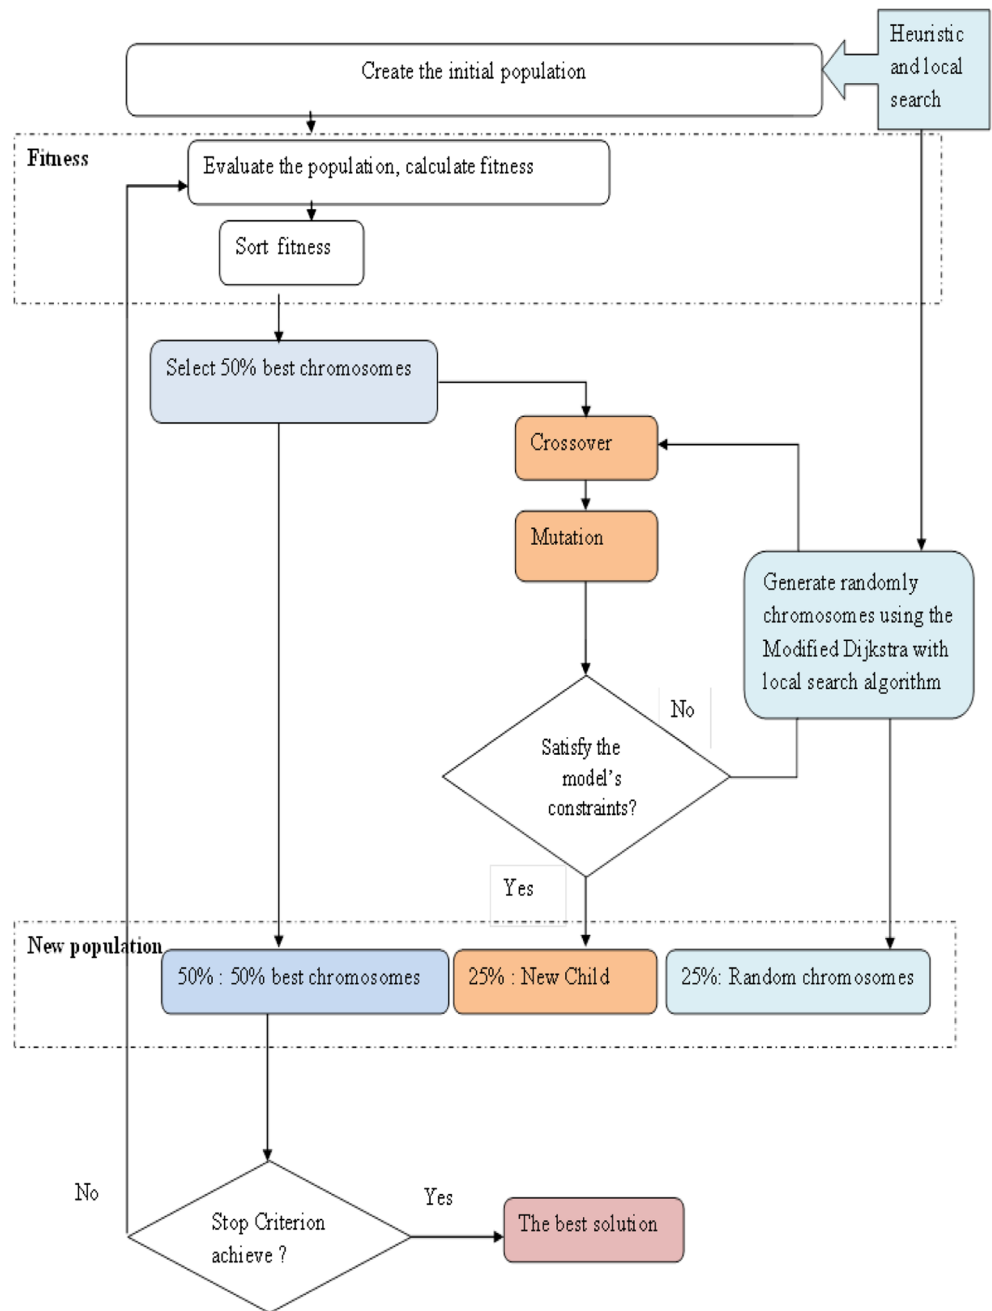 Heuristic
and local
search
Create the initial population
Fitness
Evaluate the population, calculate fitness
Sort fitness
Select 50% best chromosomes
Crossover
Mutation
Generate randomly
chromosomes using the
Modified Dijkstra with
local search algorithm
No
Satisfy the
model's
constraints?
Yes
New population
50% : 50% best chromosomes
25% : New Child
25%: Random chromosomes
No
Yes
Stop Criterion
achieve ?
The best solution